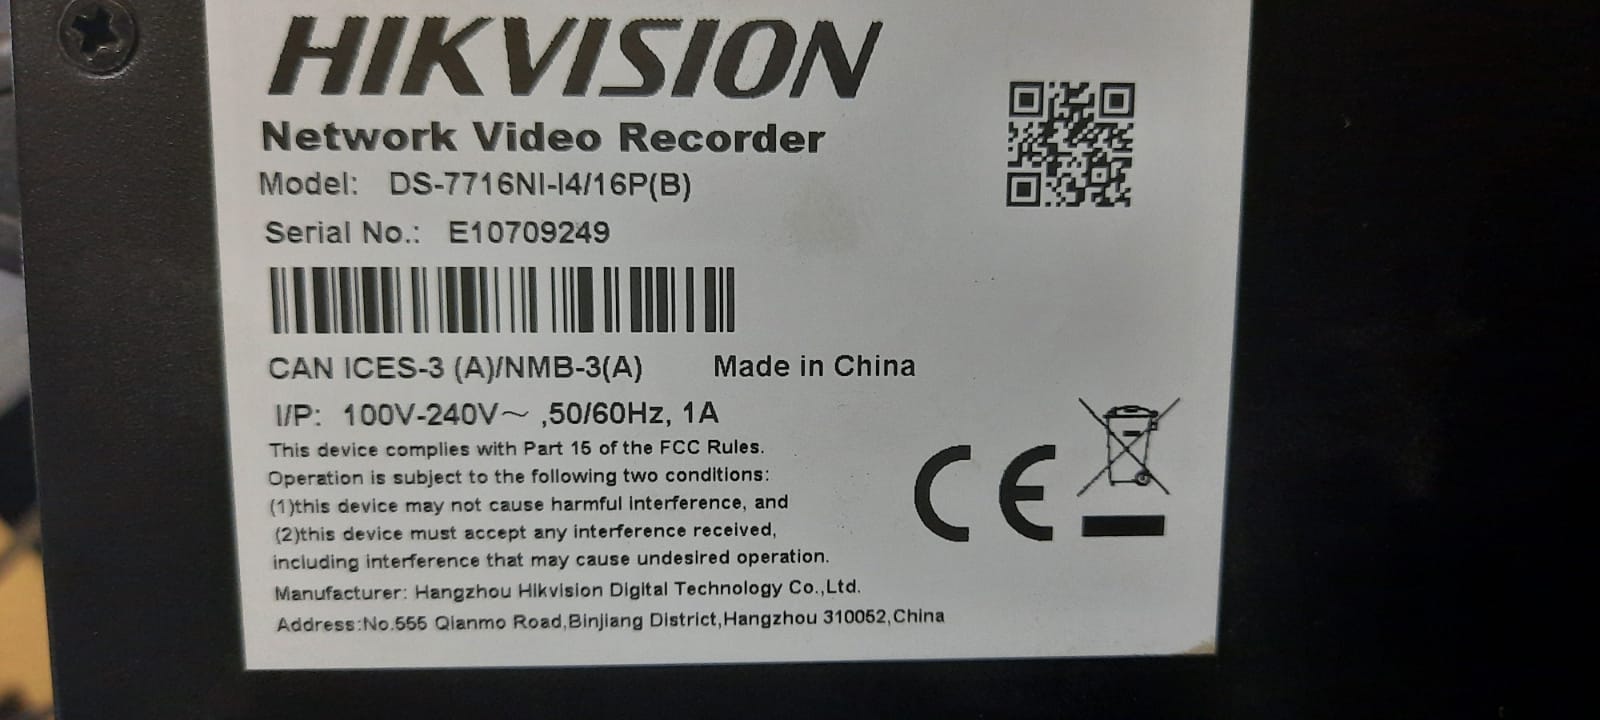 HIKVISION
Network Video Recorder
Model: DS-7716NI-I4/16P(B)
Serial No.: E10709249
CAN ICES-3 (A)/NMB-3(A) Made in China
I/P: 100V-240V～ ,50/60Hz, 1A
This device complies with Part 15 of the FCC Rules.
Operation is subject to the following two conditions:
(1)this device may not cause harmful interference, and
(2)this device must accept any interference received,
including interference that may cause undesired operation.
Manufacturer: Hangzhou Hikvision Digital Technology Co.,Ltd.
Address:No.555 Qianmo Road,Binjiang District,Hangzhou 310052,China
CE